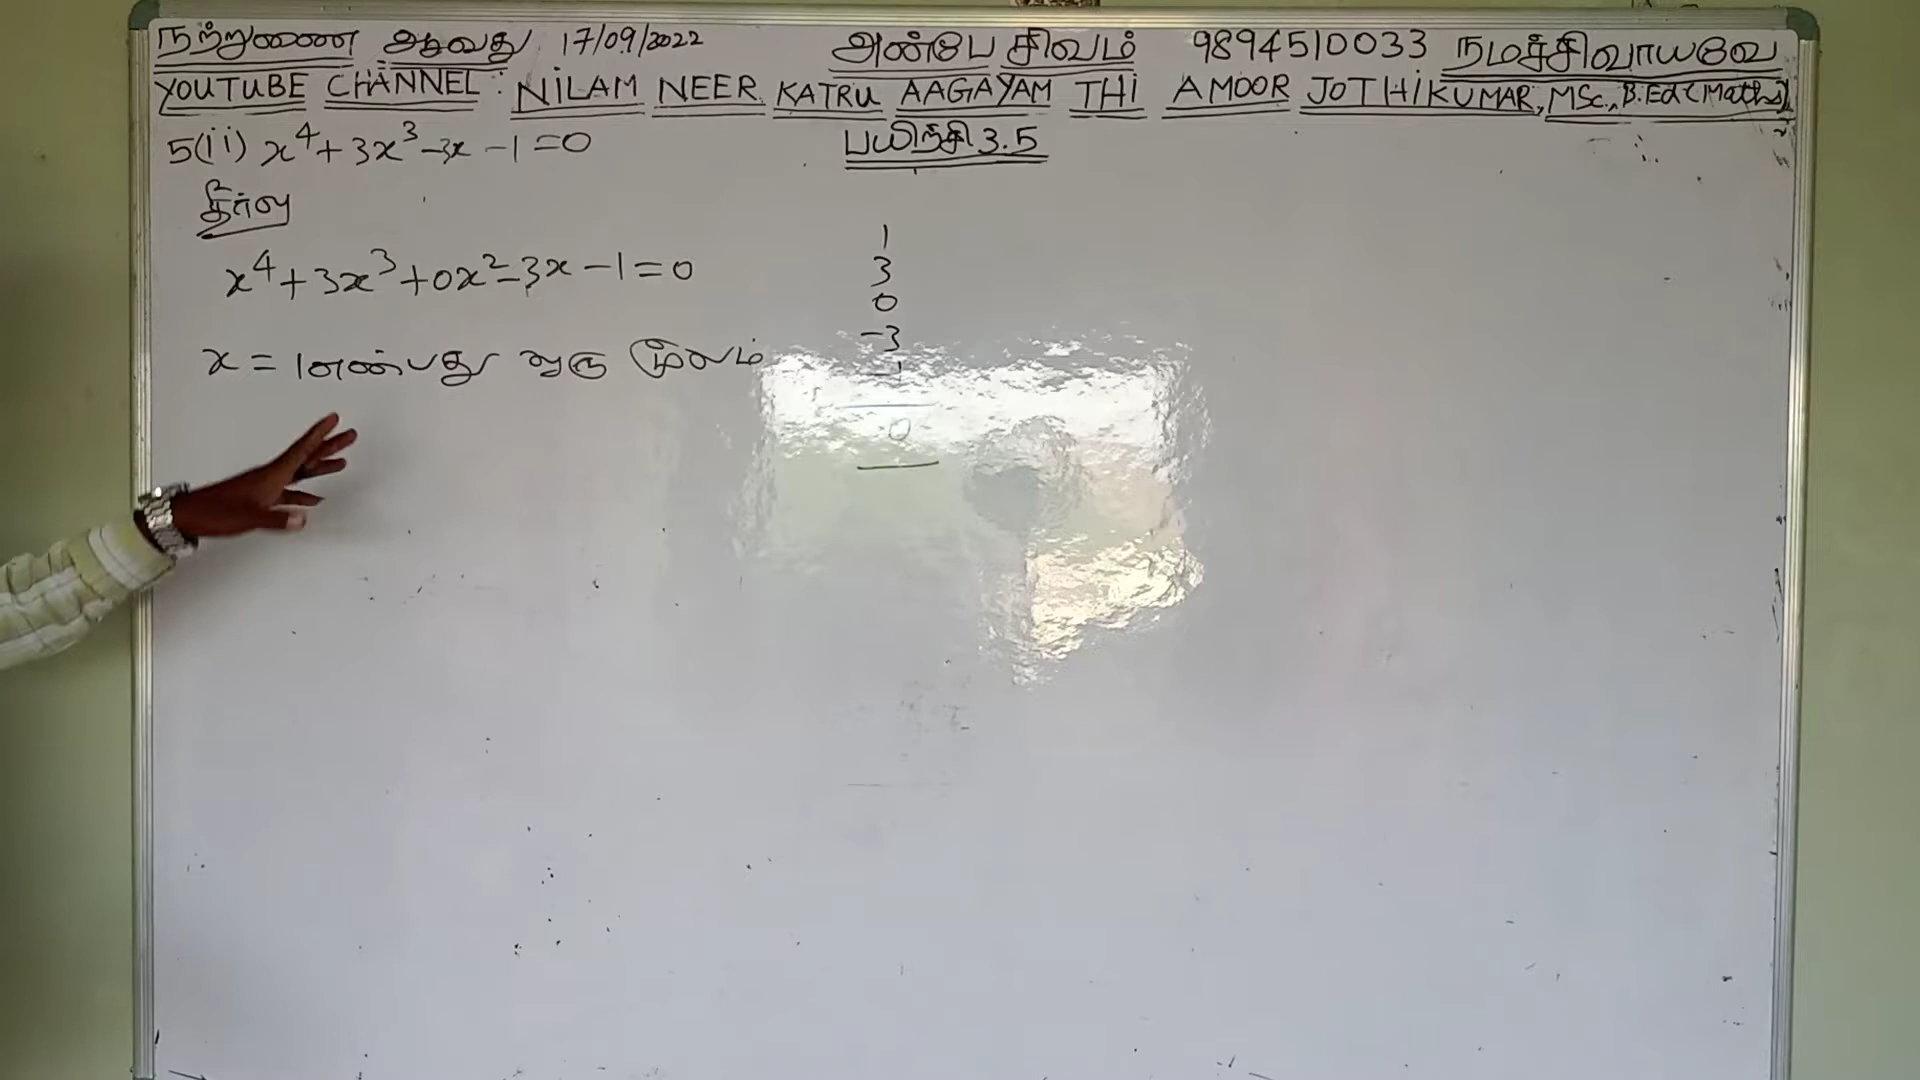 நற்றுணை ஆவது 17/09/2022 அன்பே சிவம் 9894510033 நமச்சிவாயவே
YOUTUBE CHANNEL: NILAM NEER KATRU AAGAYAM THI AMOOR JOTHIKUMAR, MSc., B.Ed (Maths)
5(ii) x⁴+3x³-3x-1=0 பயிற்சி 3.5
தீர்வு
x⁴+3x³+0x²-3x-1=0
x = 1 என்பது ஒரு மூலம்
1
3
0
-3
-1
0